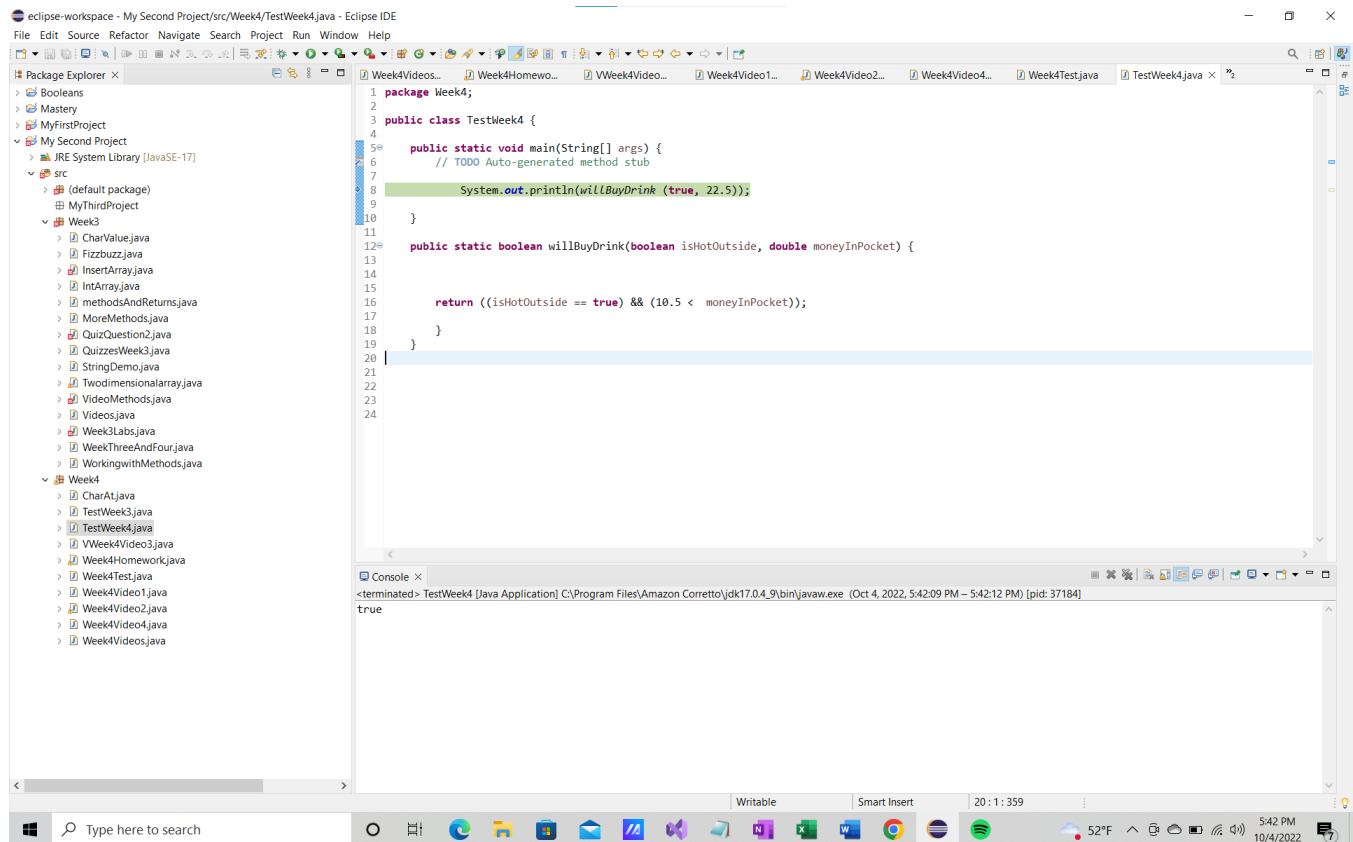 eclipse-workspace - My Second Project/src/Week4/TestWeek4.java - Eclipse IDE
File Edit Source Refactor Navigate Search Project Run Window Help
Package Explorer
Booleans
Mastery
MyFirstProject
My Second Project
JRE System Library [JavaSE-17]
src
(default package)
MyThirdProject
Week3
CharValue.java
Fizzbuzz.java
InsertArray.java
IntArray.java
methodsAndReturns.java
MoreMethods.java
QuizQuestion2.java
QuizzesWeek3.java
StringDemo.java
Twodimensionalarray.java
VideoMethods.java
Videos.java
Week3Labs.java
WeekThreeAndFour.java
WorkingwithMethods.java
Week4
CharAt.java
TestWeek3.java
TestWeek4.java
VWeek4Video3.java
Week4Homework.java
Week4Test.java
Week4Video1.java
Week4Video2.java
Week4Video4.java
Week4Videos.java
Week4Videos... Week4Homewo... VWeek4Video... Week4Video1... Week4Video2... Week4Video4... Week4Test.java TestWeek4.java »2
1 package Week4;
2
3 public class TestWeek4 {
4
5 public static void main(String[] args) {
6 // TODO Auto-generated method stub
7
8 System.out.println(willBuyDrink (true, 22.5));
9
10 }
11
12 public static boolean willBuyDrink(boolean isHotOutside, double moneyInPocket) {
13
14
15
16 return ((isHotOutside == true) && (10.5 < moneyInPocket));
17
18 }
19 }
20
21
22
23
24
Console
<terminated> TestWeek4 [Java Application] C:\Program Files\Amazon Corretto\jdk17.0.4_9\bin\javaw.exe (Oct 4, 2022, 5:42:09 PM – 5:42:12 PM) [pid: 37184]
true
Writable Smart Insert 20 : 1 : 359
Type here to search
52°F
5:42 PM
10/4/2022
7